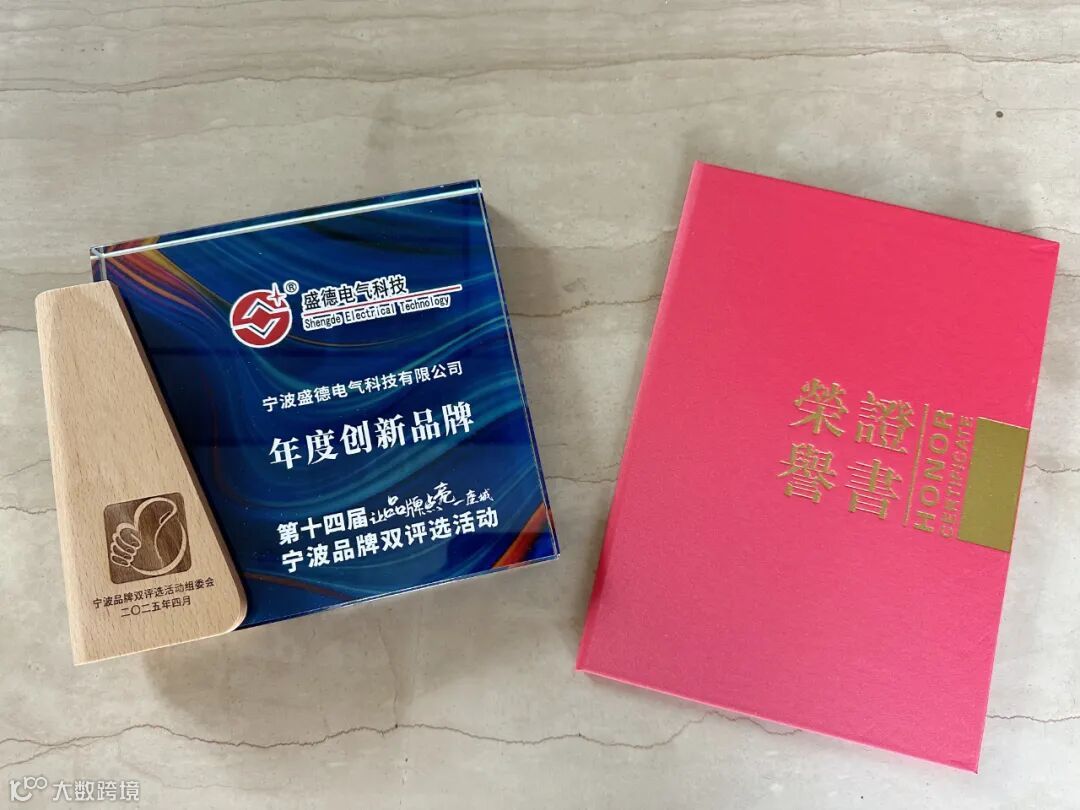 ®
盛德电气科技
Shengde Electrical Technology
宁波盛德电气科技有限公司
年度创新品牌
第十四届让品牌点亮一座城
宁波品牌双评选活动
宁波品牌双评选活动组委会
二〇二五年四月
榮譽
證書
HONOR
CENTIFICATE
大数跨境